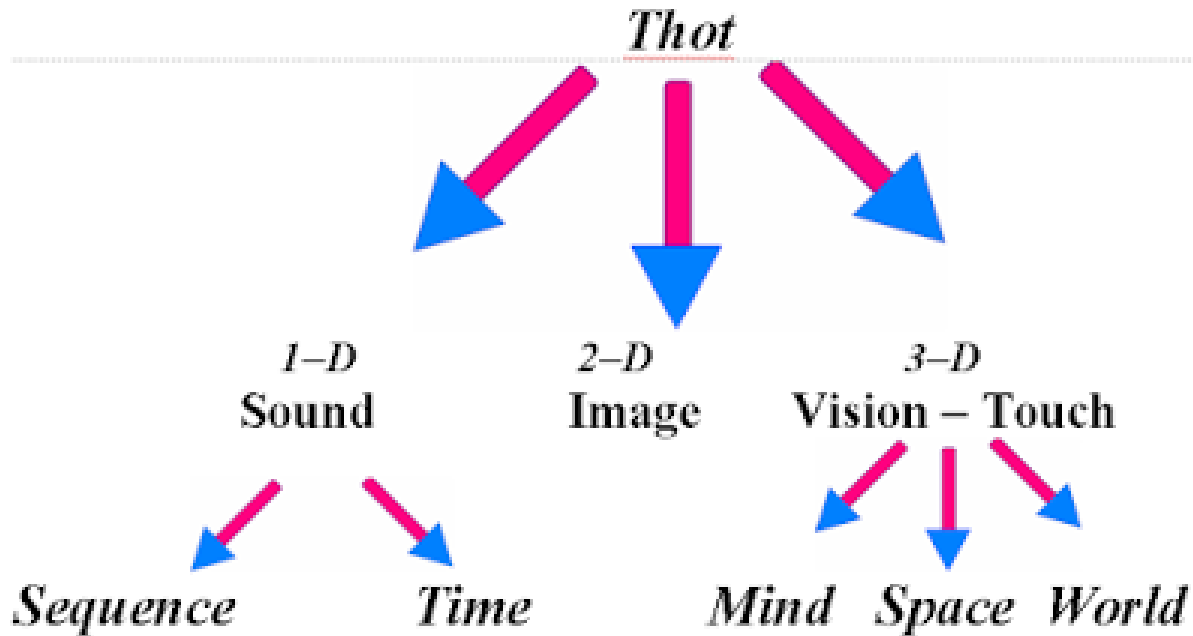 Thot
1–D 2–D 3–D
Sound Image Vision – Touch
Sequence Time Mind Space World